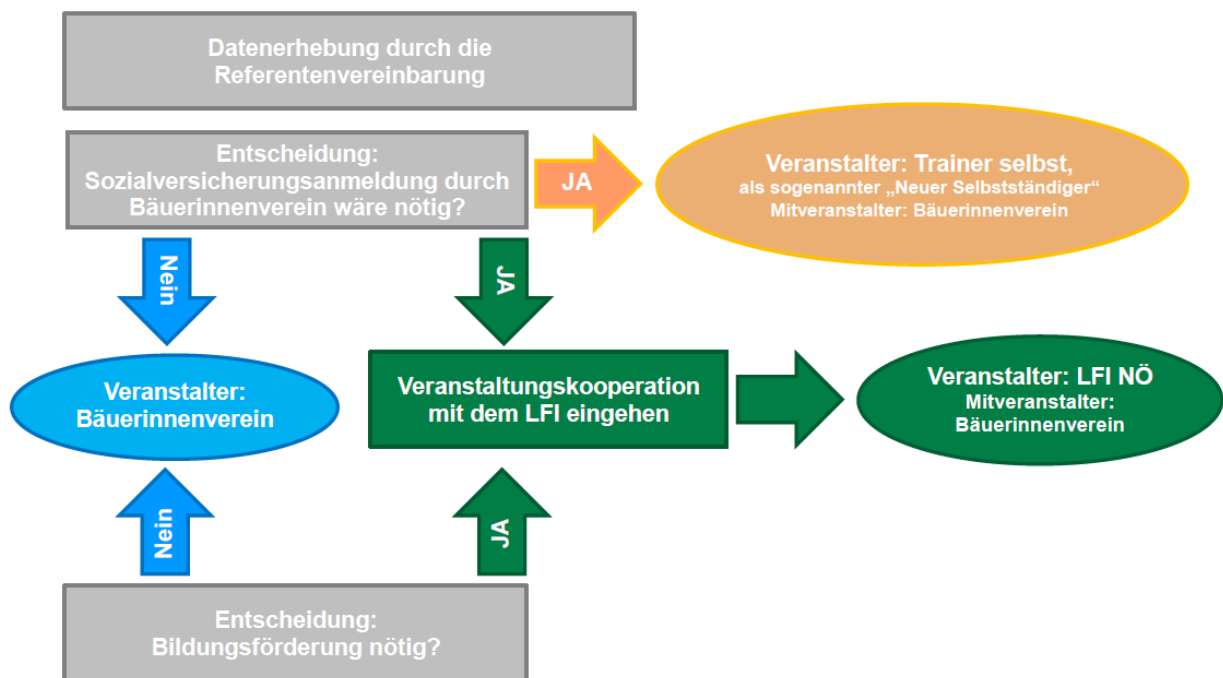 Datenerhebung durch die
Referentenvereinbarung
Entscheidung:
Sozialversicherungsanmeldung durch
Bäuerinnenverein wäre nötig?
JA
Veranstalter: Trainer selbst,
als sogenannter „Neuer Selbstständiger“
Mitveranstalter: Bäuerinnenverein
Nein
JA
Veranstalter:
Bäuerinnenverein
Veranstaltungskooperation
mit dem LFI eingehen
Veranstalter: LFI NÖ
Mitveranstalter:
Bäuerinnenverein
Nein
JA
Entscheidung:
Bildungsförderung nötig?